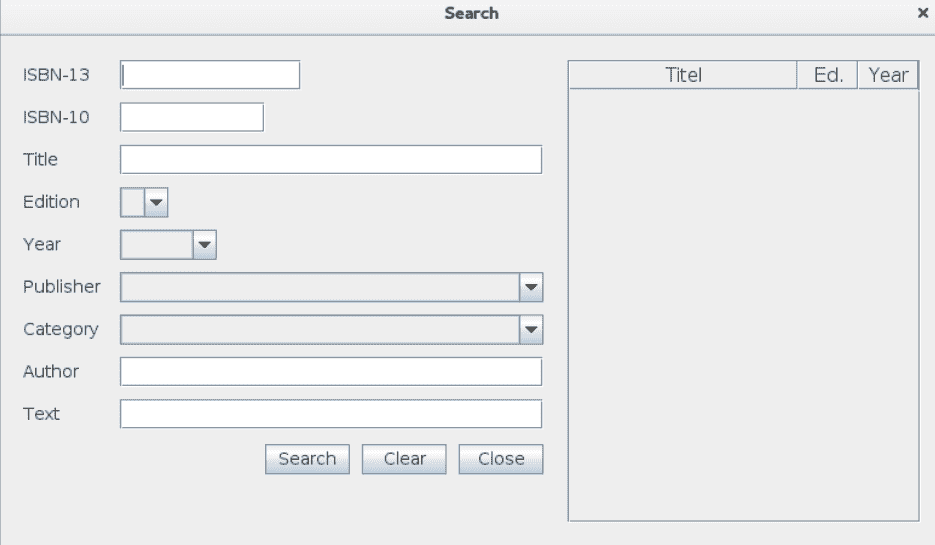 Search
ISBN-13
ISBN-10
Title
Edition
Year
Publisher
Category
Author
Text
Search Clear Close
Titel Ed. Year